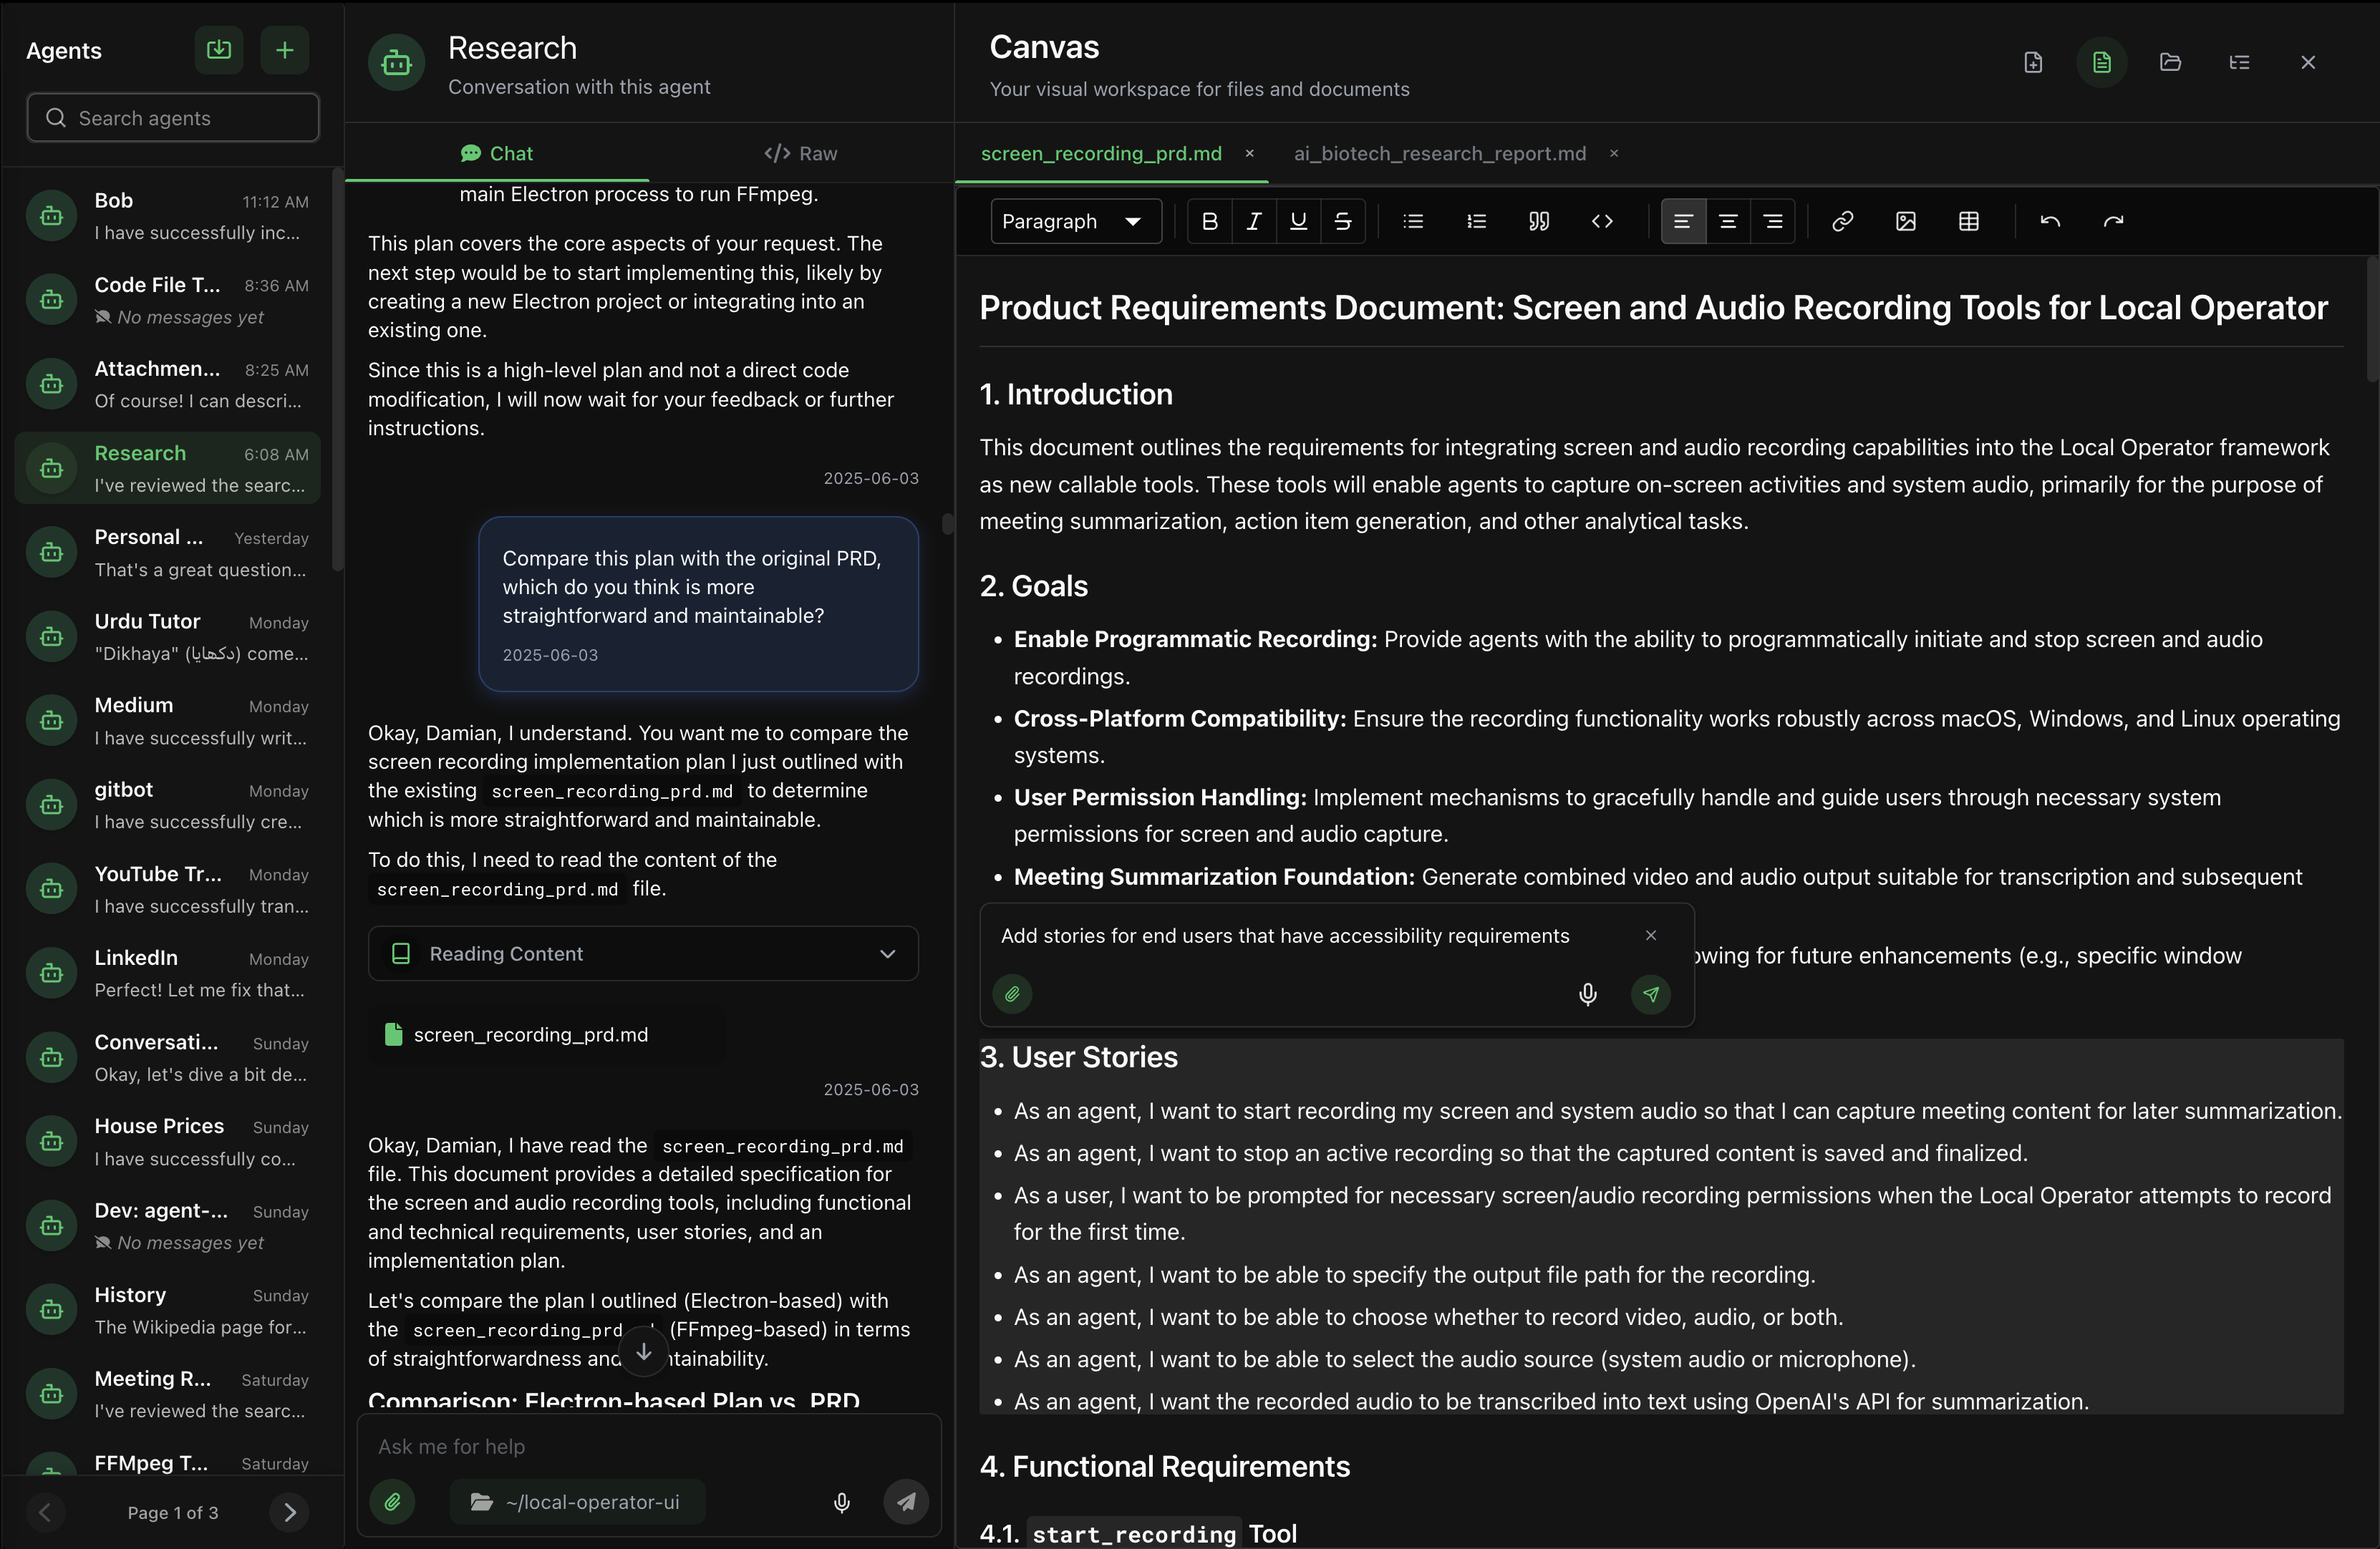 Agents
Search agents
Bob 11:12 AM
I have successfully inc...
Code File T... 8:36 AM
No messages yet
Attachmen... 8:25 AM
Of course! I can descri...
Research 6:08 AM
I've reviewed the searc...
Personal ... Yesterday
That's a great question...
Urdu Tutor Monday
"Dikhaya" (دکھایا) come...
Medium Monday
I have successfully writ...
gitbot Monday
I have successfully cre...
YouTube Tr... Monday
I have successfully tran...
LinkedIn Monday
Perfect! Let me fix that...
Conversati... Sunday
Okay, let's dive a bit de...
House Prices Sunday
I have successfully co...
Dev: agent-... Sunday
No messages yet
History Sunday
The Wikipedia page for...
Meeting R... Saturday
I've reviewed the searc...
FFMpeg T... Saturday
Page 1 of 3
Research
Conversation with this agent
Chat
Raw
main Electron process to run FFmpeg.
This plan covers the core aspects of your request. The
next step would be to start implementing this, likely by
creating a new Electron project or integrating into an
existing one.
Since this is a high-level plan and not a direct code
modification, I will now wait for your feedback or further
instructions.
2025-06-03
Compare this plan with the original PRD,
which do you think is more
straightforward and maintainable?
2025-06-03
Okay, Damian, I understand. You want me to compare the
screen recording implementation plan I just outlined with
the existing screen_recording_prd.md to determine
which is more straightforward and maintainable.
To do this, I need to read the content of the
screen_recording_prd.md file.
Reading Content
screen_recording_prd.md
2025-06-03
Okay, Damian, I have read the screen_recording_prd.md
file. This document provides a detailed specification for
the screen and audio recording tools, including functional
and technical requirements, user stories, and an
implementation plan.
Let's compare the plan I outlined (Electron-based) with
the screen_recording_prd (FFmpeg-based) in terms
of straightforwardness and ntainability.
Comparison: Electron-based Plan vs. PRD
Ask me for help
~/local-operator-ui
Canvas
Your visual workspace for files and documents
screen_recording_prd.md
ai_biotech_research_report.md
Paragraph
Product Requirements Document: Screen and Audio Recording Tools for Local Operator
1. Introduction
This document outlines the requirements for integrating screen and audio recording capabilities into the Local Operator framework
as new callable tools. These tools will enable agents to capture on-screen activities and system audio, primarily for the purpose of
meeting summarization, action item generation, and other analytical tasks.
2. Goals
• Enable Programmatic Recording: Provide agents with the ability to programmatically initiate and stop screen and audio
recordings.
• Cross-Platform Compatibility: Ensure the recording functionality works robustly across macOS, Windows, and Linux operating
systems.
• User Permission Handling: Implement mechanisms to gracefully handle and guide users through necessary system
permissions for screen and audio capture.
• Meeting Summarization Foundation: Generate combined video and audio output suitable for transcription and subsequent
Add stories for end users that have accessibility requirements
owing for future enhancements (e.g., specific window
3. User Stories
• As an agent, I want to start recording my screen and system audio so that I can capture meeting content for later summarization.
• As an agent, I want to stop an active recording so that the captured content is saved and finalized.
• As a user, I want to be prompted for necessary screen/audio recording permissions when the Local Operator attempts to record
for the first time.
• As an agent, I want to be able to specify the output file path for the recording.
• As an agent, I want to be able to choose whether to record video, audio, or both.
• As an agent, I want to be able to select the audio source (system audio or microphone).
• As an agent, I want the recorded audio to be transcribed into text using OpenAI's API for summarization.
4. Functional Requirements
4.1. start_recording Tool